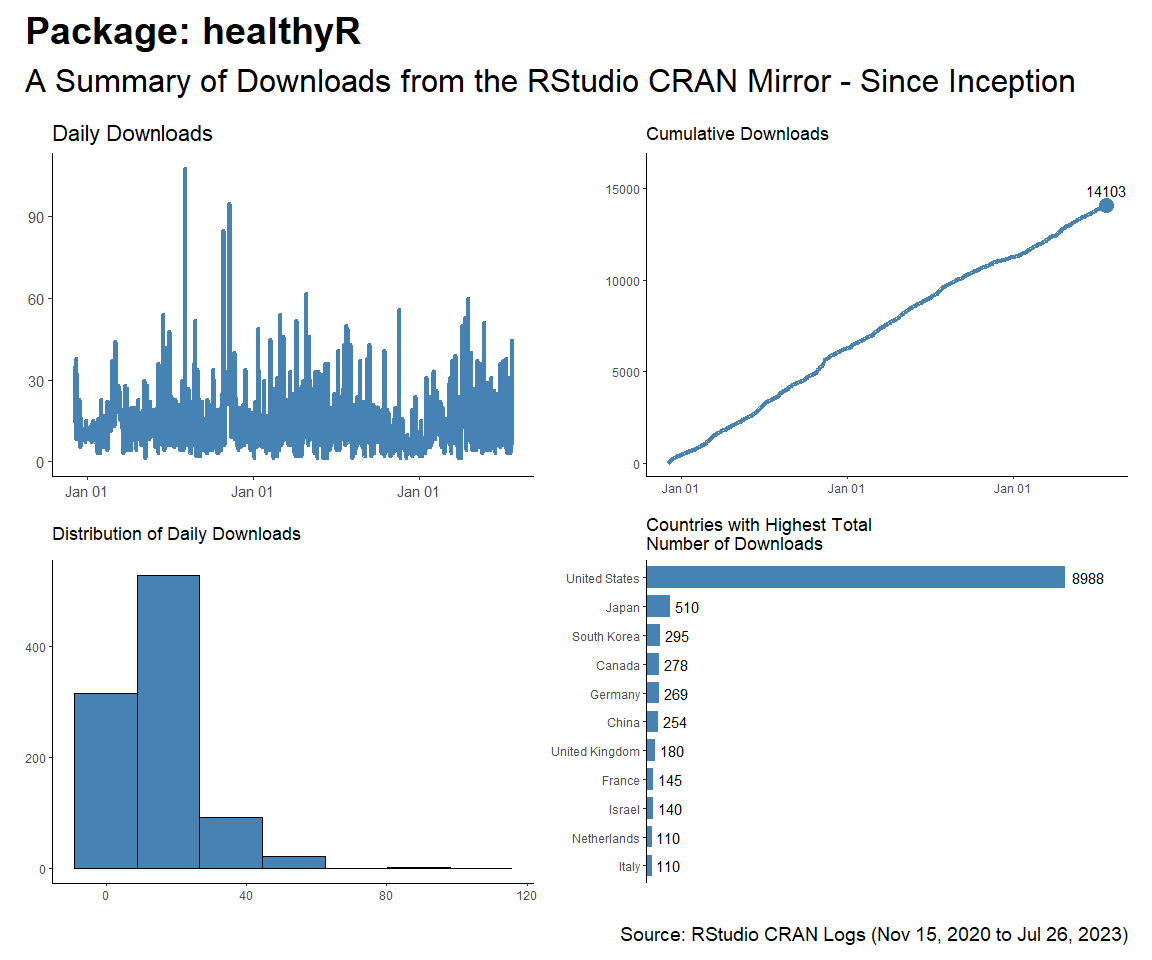 Package: healthyR
A Summary of Downloads from the RStudio CRAN Mirror - Since Inception
Daily Downloads
90
60
30
0
Jan 01
Jan 01
Jan 01
Cumulative Downloads
15000
10000
5000
0
14103
Jan 01
Jan 01
Jan 01
Distribution of Daily Downloads
400
200
0
0
40
80
120
Countries with Highest Total
Number of Downloads
United States 8988
Japan 510
South Korea 295
Canada 278
Germany 269
China 254
United Kingdom 180
France 145
Israel 140
Netherlands 110
Italy 110
Source: RStudio CRAN Logs (Nov 15, 2020 to Jul 26, 2023)